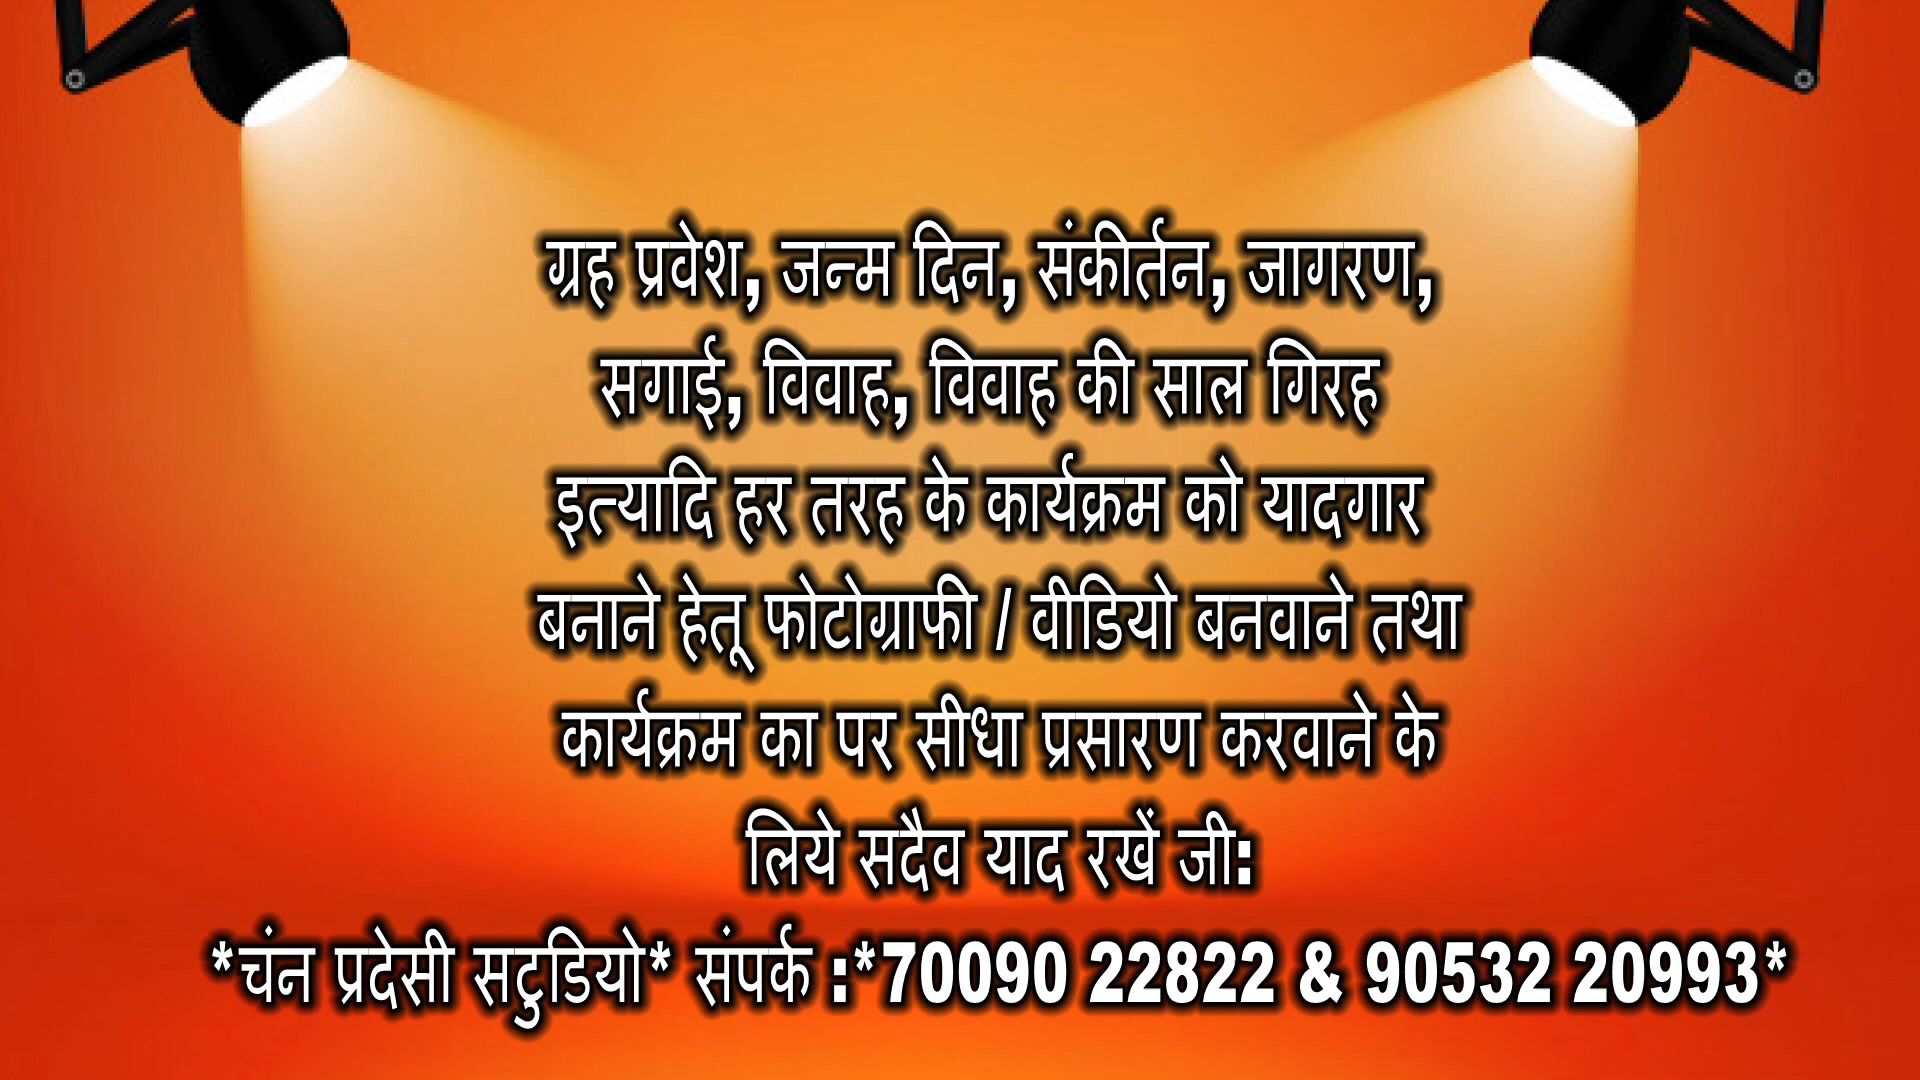 ग्रह प्रवेश, जन्म दिन, संकीर्तन, जागरण,
सगाई, विवाह, विवाह की साल गिरह
इत्यादि हर तरह के कार्यक्रम को यादगार
बनाने हेतू फोटोग्राफी / वीडियो बनवाने तथा
कार्यक्रम का पर सीधा प्रसारण करवाने के
लिये सदैव याद रखें जी:
*चंन प्रदेसी सटुडियो* संपर्क :*70090 22822 & 90532 20993*